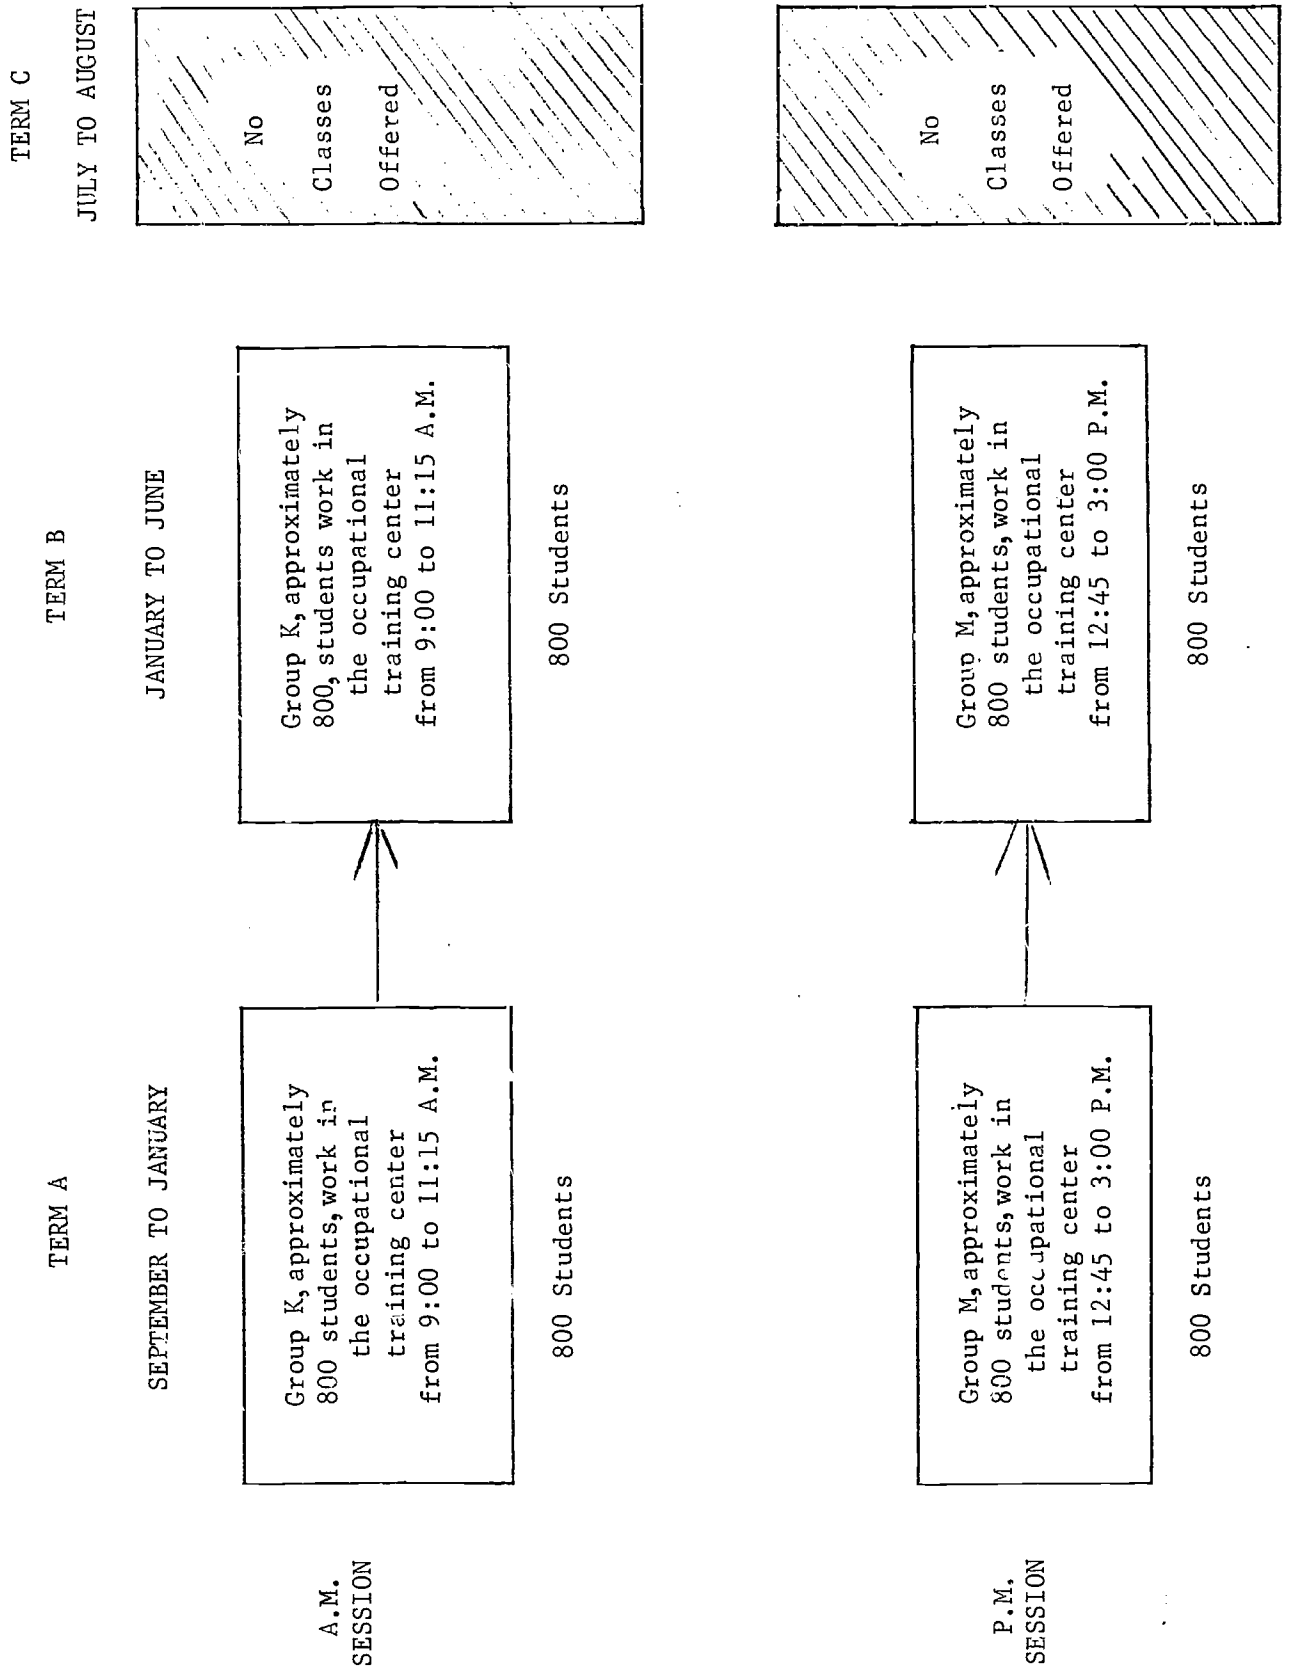 TERM A
SEPTEMBER TO JANUARY
TERM B
JANUARY TO JUNE
TERM C
JULY TO AUGUST
A.M.
SESSION
Group K, approximately
800 students, work in
the occupational
training center
from 9:00 to 11:15 A.M.
800 Students
Group K, approximately
800, students work in
the occupational
training center
from 9:00 to 11:15 A.M.
800 Students
No
Classes
Offered
P.M.
SESSION
Group M, approximately
800 students, work in
the occupational
training center
from 12:45 to 3:00 P.M.
800 Students
Group M, approximately
800 students, work in
the occupational
training center
from 12:45 to 3:00 P.M.
800 Students
No
Classes
Offered